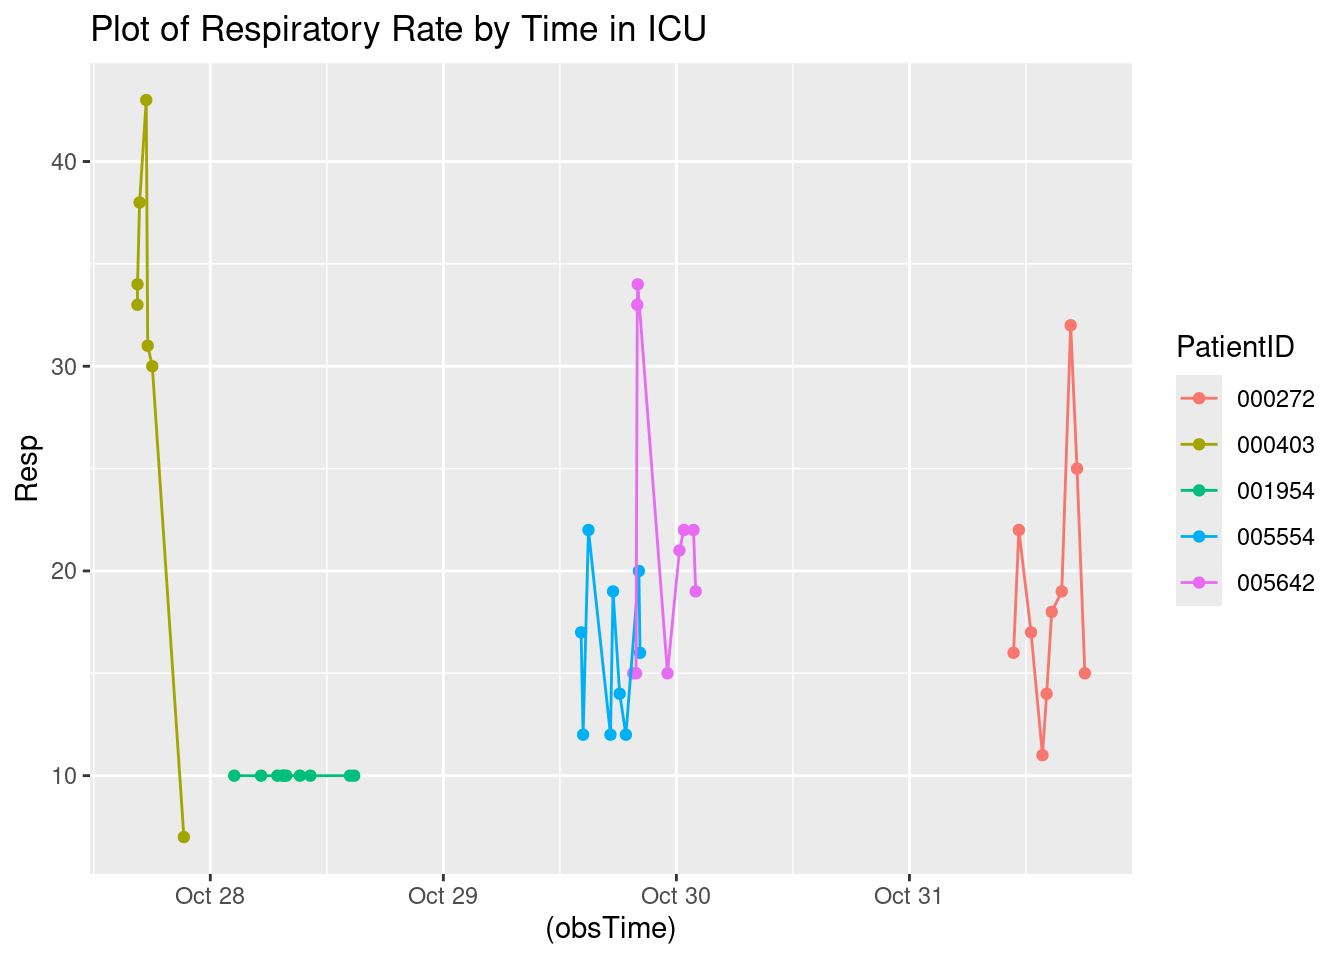 Plot of Respiratory Rate by Time in ICU
40
30
20
10
Resp
Oct 28
Oct 29
Oct 30
Oct 31
(obsTime)
PatientID
000272
000403
001954
005554
005642